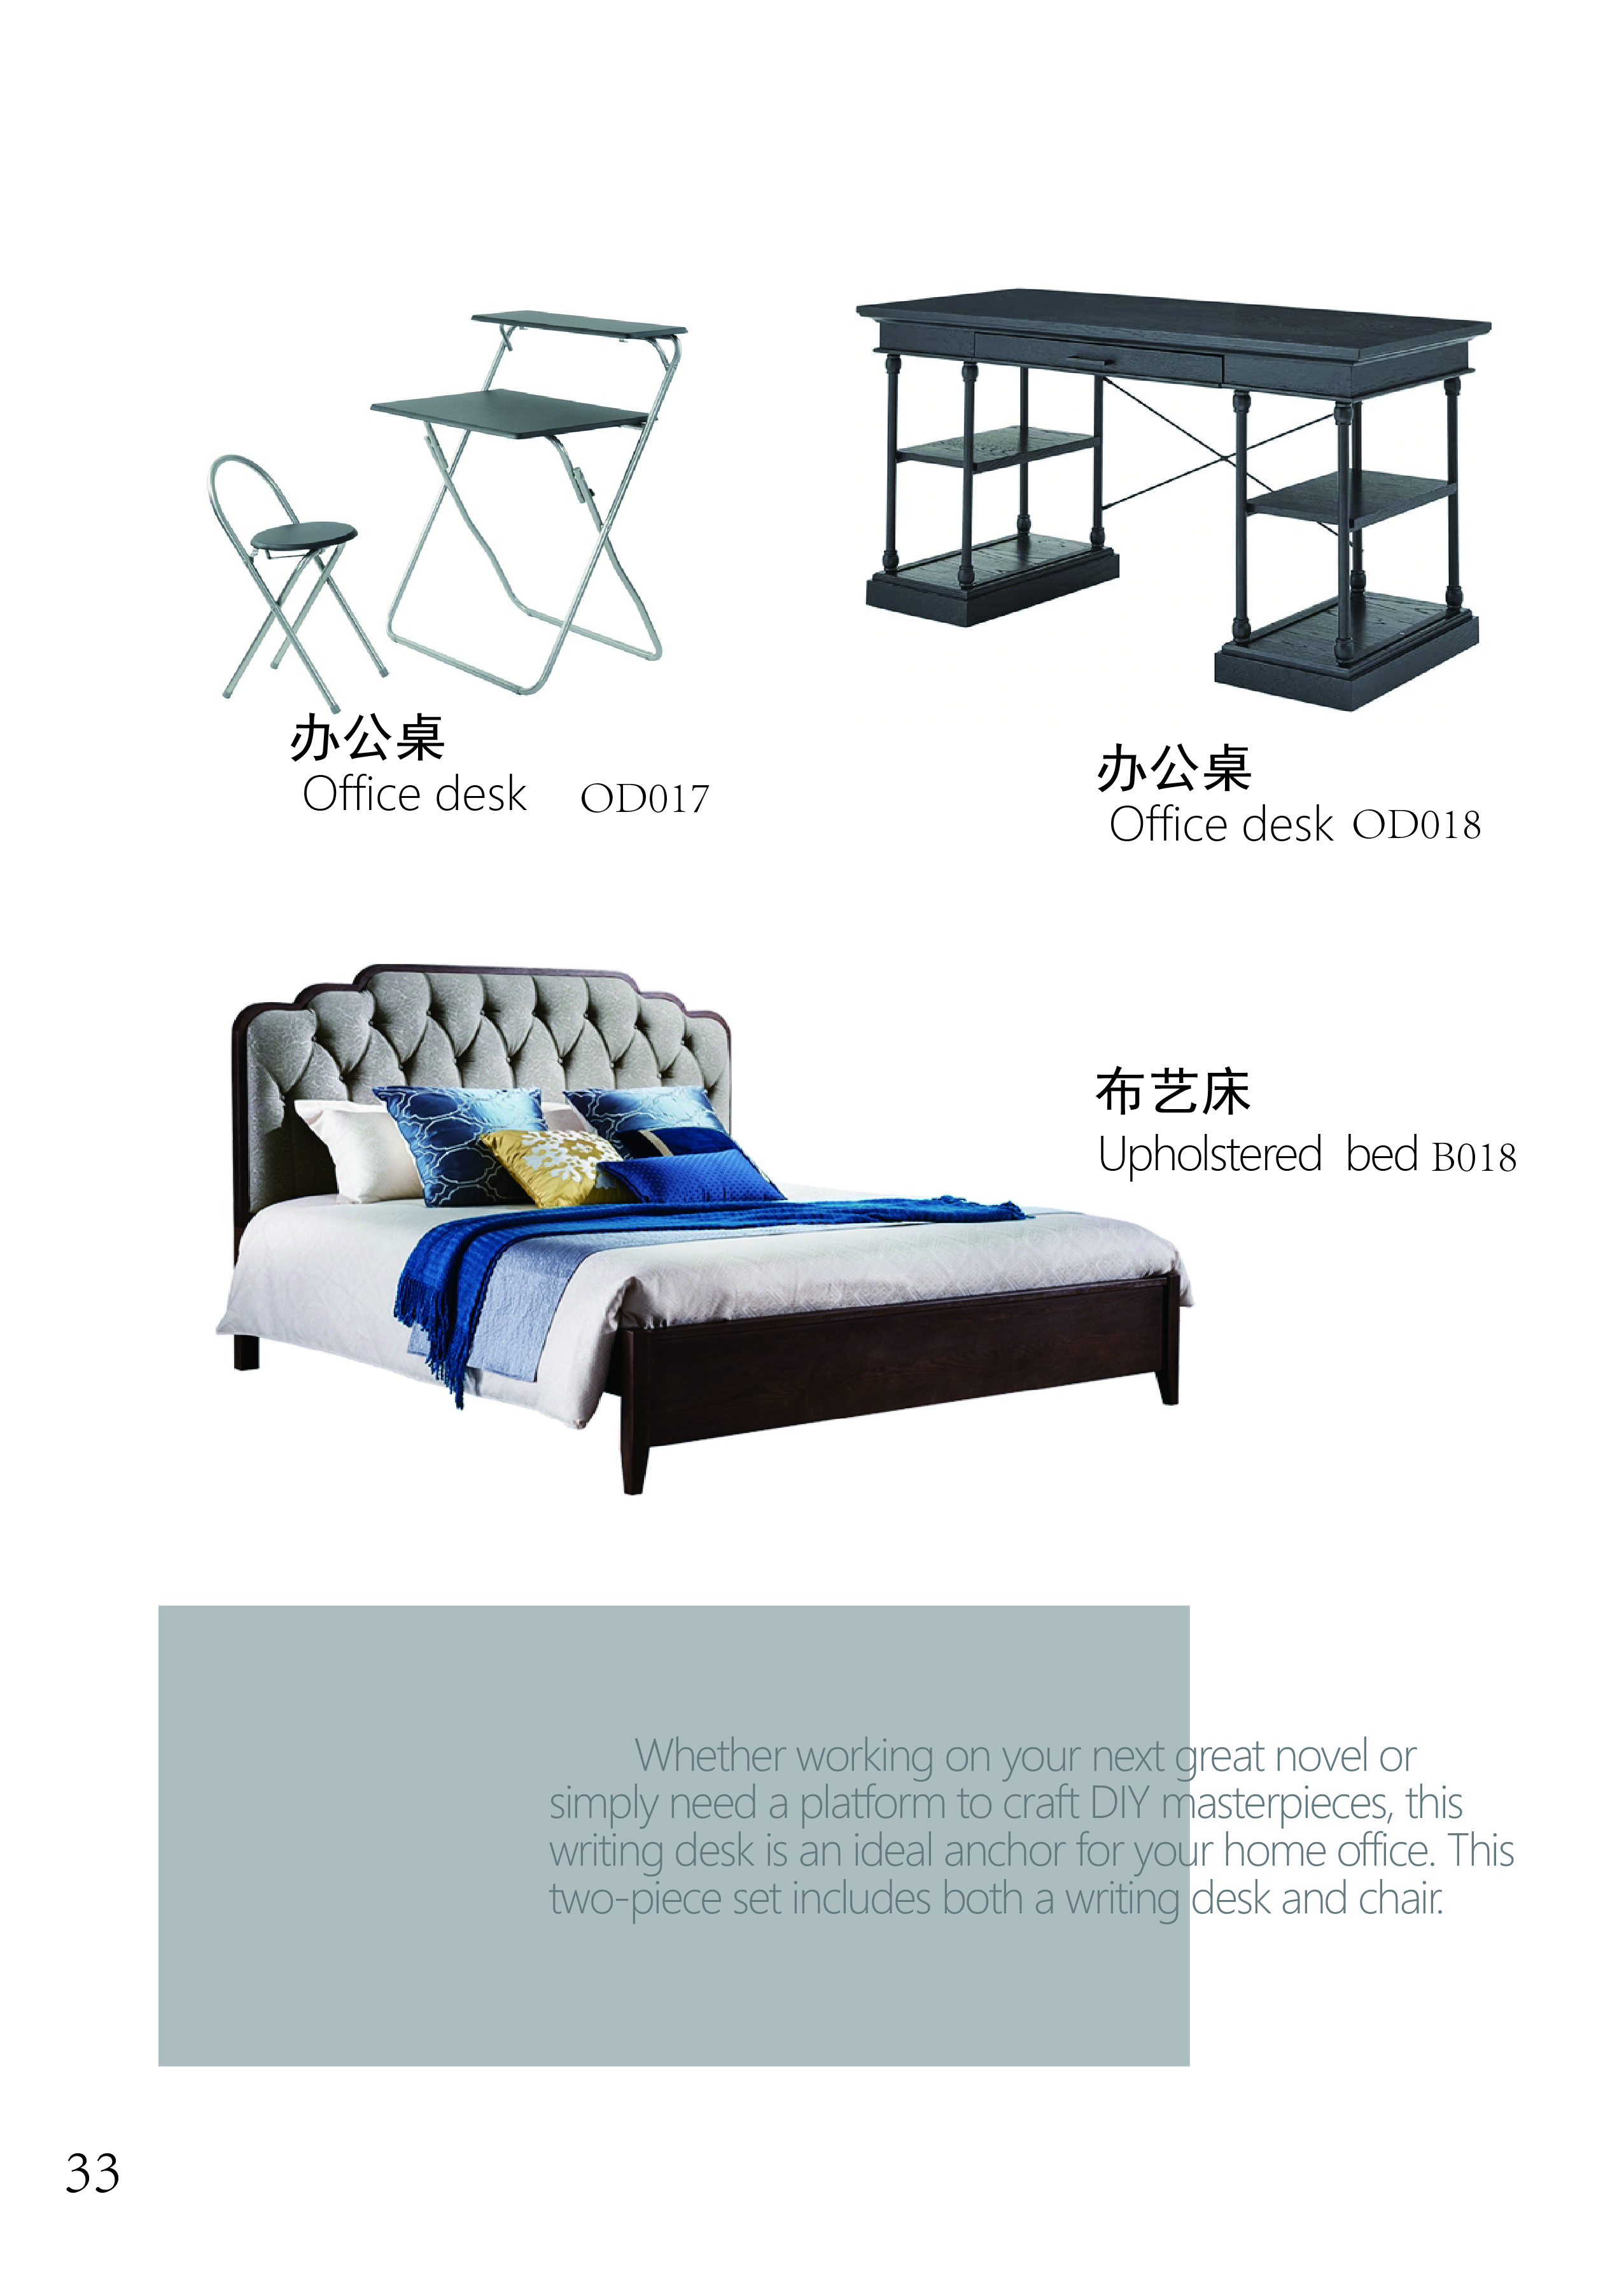 办公桌
Office desk OD017
办公桌
Office desk OD018
布艺床
Upholstered bed B018
Whether working on your next great novel or
simply need a platform to craft DIY masterpieces, this
writing desk is an ideal anchor for your home office. This
two-piece set includes both a writing desk and chair.
33